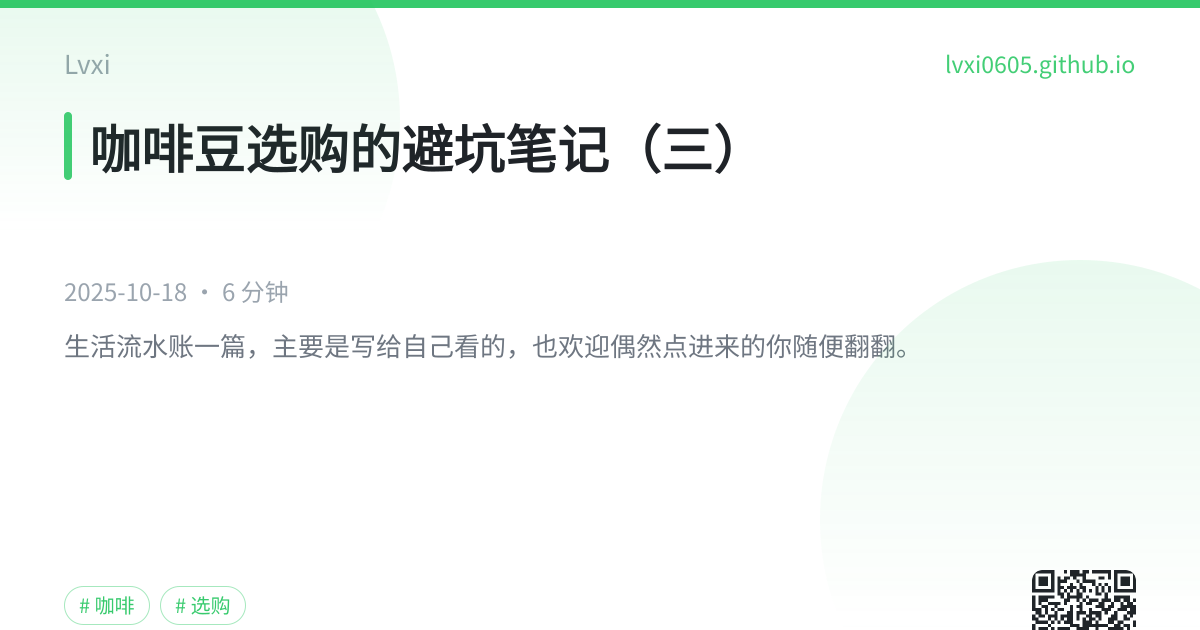 Lvxi
lvxi0605.github.io
咖啡豆选购的避坑笔记（三）
2025-10-18 · 6 分钟
生活流水账一篇，主要是写给自己看的，也欢迎偶然点进来的你随便翻翻。
# 咖啡
# 选购